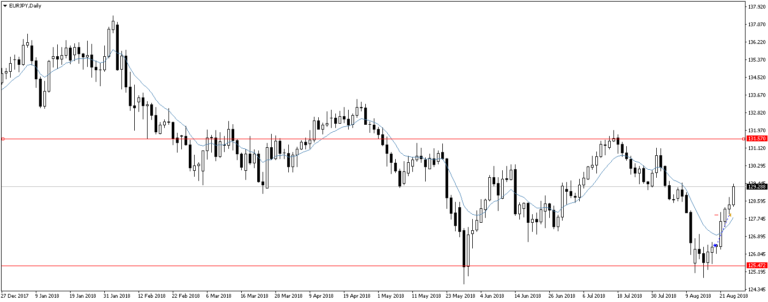 EURJPY,Daily
137.920
137.070
136.220
135.370
134.520
133.670
132.820
131.970
131.570
131.320
130.295
129.288
128.595
127.745
126.895
126.045
125.472
125.195
124.345
27 Dec 2017
9 Jan 2018
19 Jan 2018
31 Jan 2018
12 Feb 2018
22 Feb 2018
6 Mar 2018
16 Mar 2018
28 Mar 2018
9 Apr 2018
19 Apr 2018
1 May 2018
11 May 2018
23 May 2018
4 Jun 2018
14 Jun 2018
26 Jun 2018
6 Jul 2018
18 Jul 2018
30 Jul 2018
9 Aug 2018
21 Aug 2018